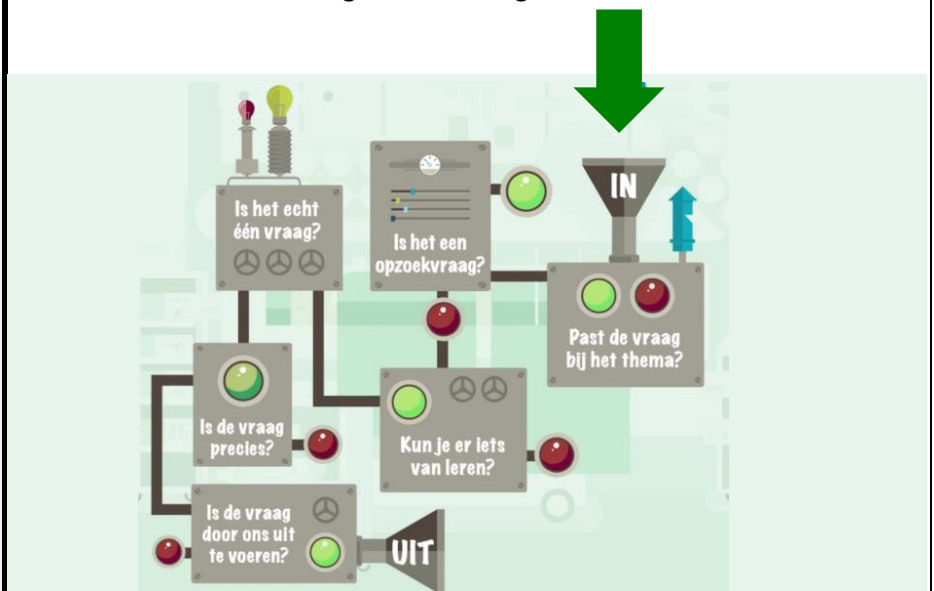 IN
Past de vraag
bij het thema?
Is het een
opzoekvraag?
Kun je er iets
van leren?
Is het echt
één vraag?
Is de vraag
precies?
Is de vraag
door ons uit
te voeren?
UIT